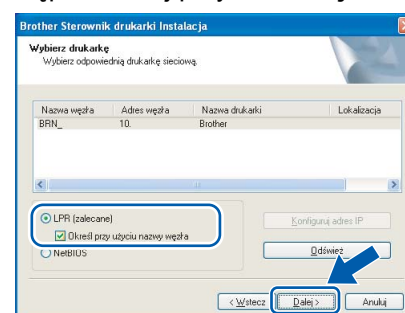 Brother Sterownik drukarki Instalacja
Wybierz drukarkę
Wybierz odpowiednią drukarkę sieciową.
Nazwa węzła Adres węzła Nazwa drukarki Lokalizacja
BRN_ 10. Brother
LPR (zalecane)
Określ przy użyciu nazwy węzła
NetBIOS
Konfiguruj adres IP
Odśwież
< Wstecz Dalej > Anuluj